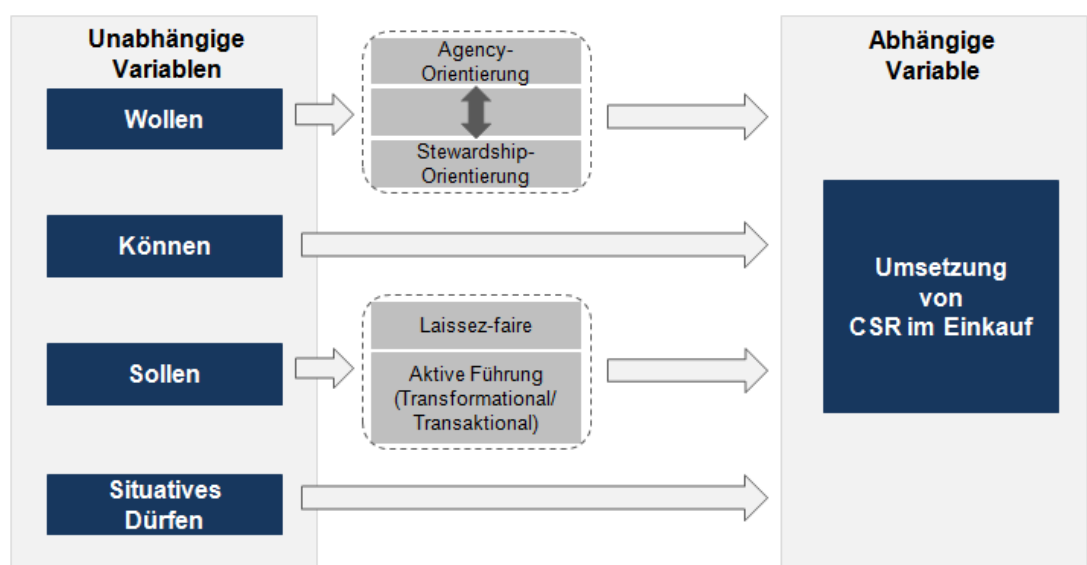 Unabhängige
Variablen
Wollen
Agency-
Orientierung
Stewardship-
Orientierung
Können
Sollen
Laissez-faire
Aktive Führung
(Transformational/
Transaktional)
Situatives
Dürfen
Abhängige
Variable
Umsetzung
von
CSR im Einkauf